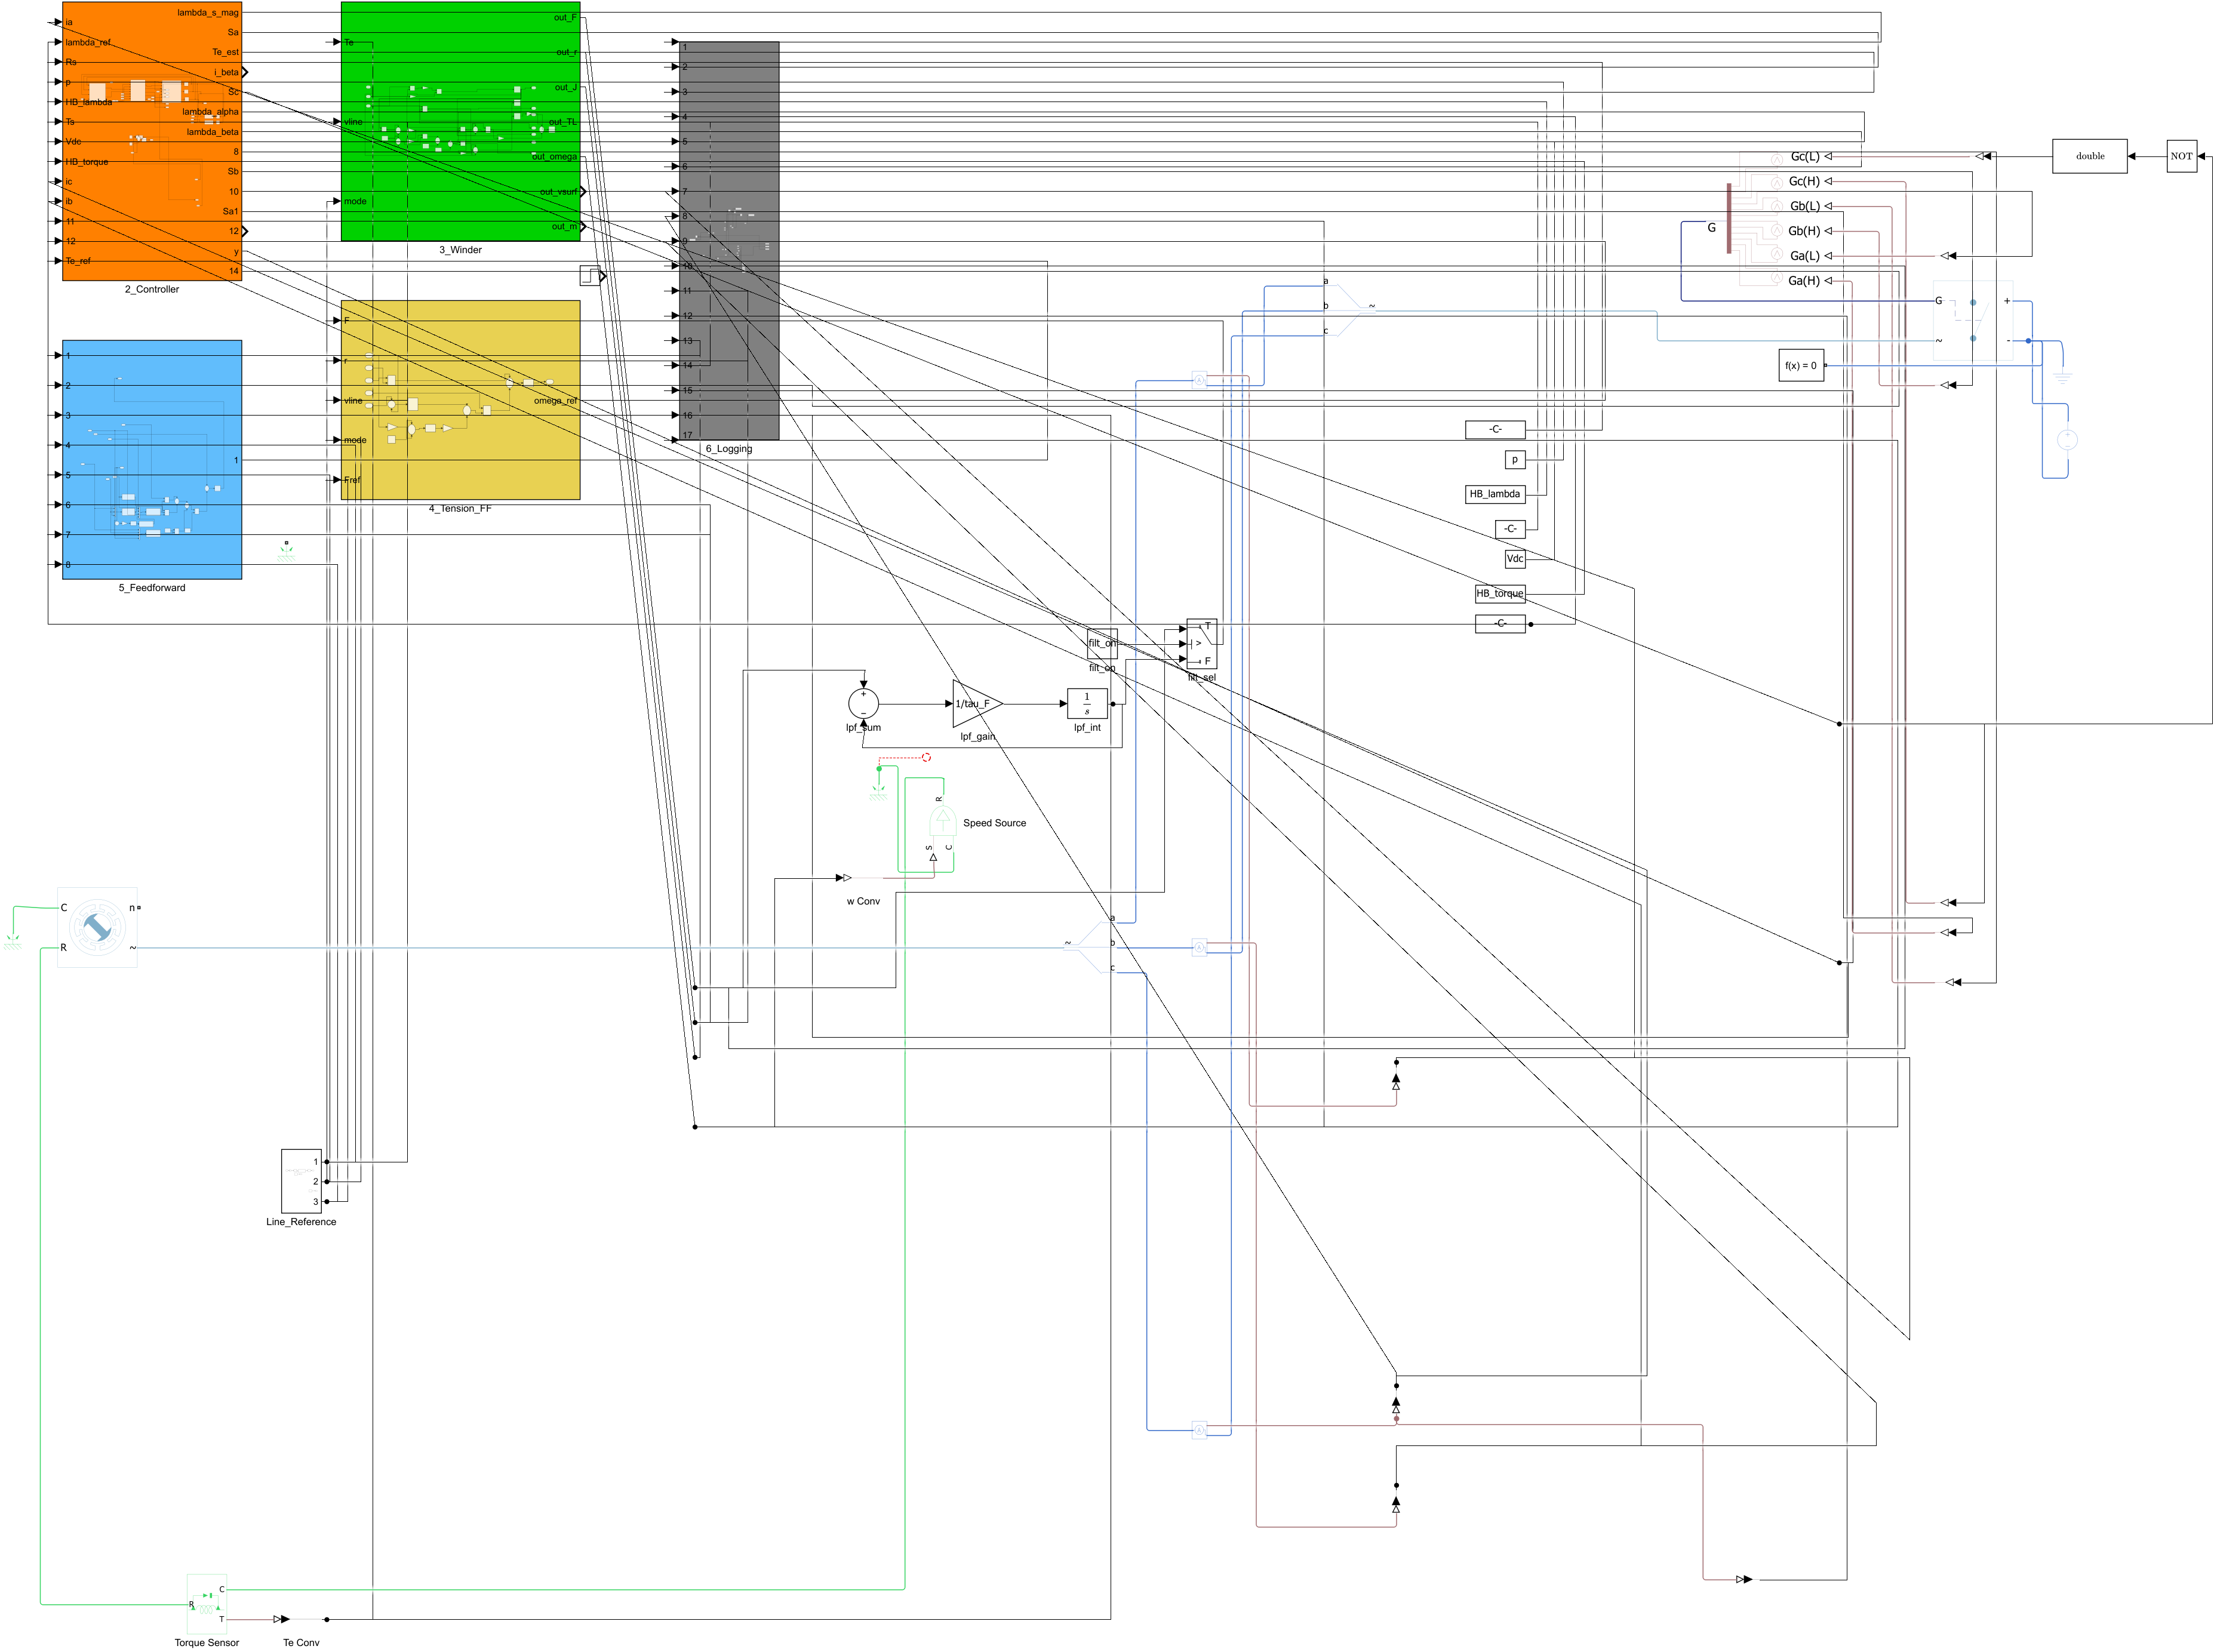 lambda_s_mag
ia
Sa
lambda_ref
Te_est
Rs
i_beta
p
Sc
HB_lambda
lambda_alpha
Ts
lambda_beta
Vdc
8
HB_torque
Sb
ic
10
ib
Sa1
11
12
12
y
Te_ref
14
2_Controller
out_F
Te
out_r
out_J
vline
out_TL
out_omega
out_vsurf
mode
out_m
3_Winder
1
2
3
4
5
6
7
8
9
10
11
12
13
14
15
16
17
6_Logging
F
r
vline
omega_ref
mode
Fref
4_Tension_FF
1
2
3
4
1
5
6
7
8
5_Feedforward
Gc(L)
Gc(H)
Gb(L)
Gb(H)
Ga(L)
Ga(H)
G
double
NOT
G
+
~
-
f(x) = 0
a
b
c
~
-C-
p
HB_lambda
-C-
Vdc
HB_torque
-C-
T
>
F
filt_on
filt_on
filt_sel
+
−
lpf_sum
1/tau_F
lpf_gain
1
s
lpf_int
R
Speed Source
S
C
w Conv
C
n
R
~
~
a
b
c
1
2
3
Line_Reference
C
R
T
Torque Sensor
Te Conv